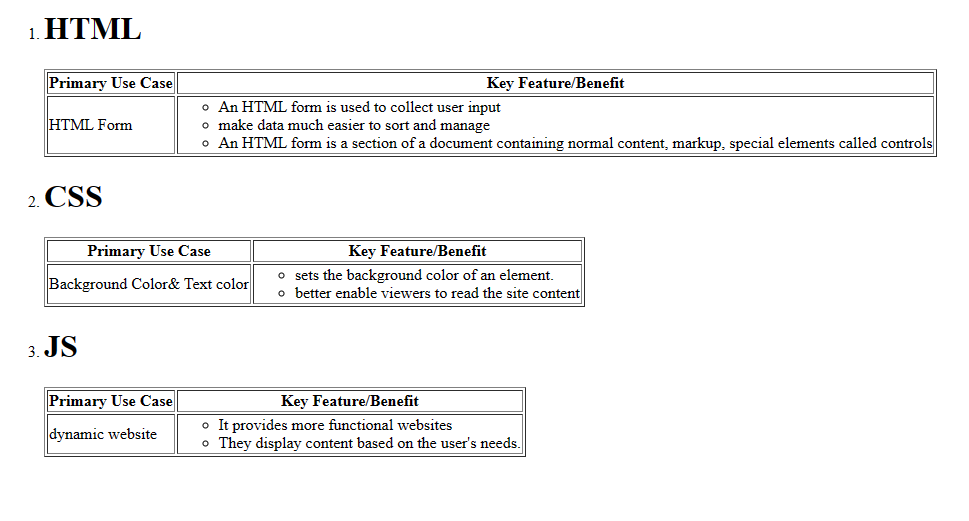 1. HTML
Primary Use Case Key Feature/Benefit
HTML Form
○ An HTML form is used to collect user input
○ make data much easier to sort and manage
○ An HTML form is a section of a document containing normal content, markup, special elements called controls
2. CSS
Primary Use Case Key Feature/Benefit
Background Color& Text color
○ sets the background color of an element.
○ better enable viewers to read the site content
3. JS
Primary Use Case Key Feature/Benefit
dynamic website
○ It provides more functional websites
○ They display content based on the user's needs.